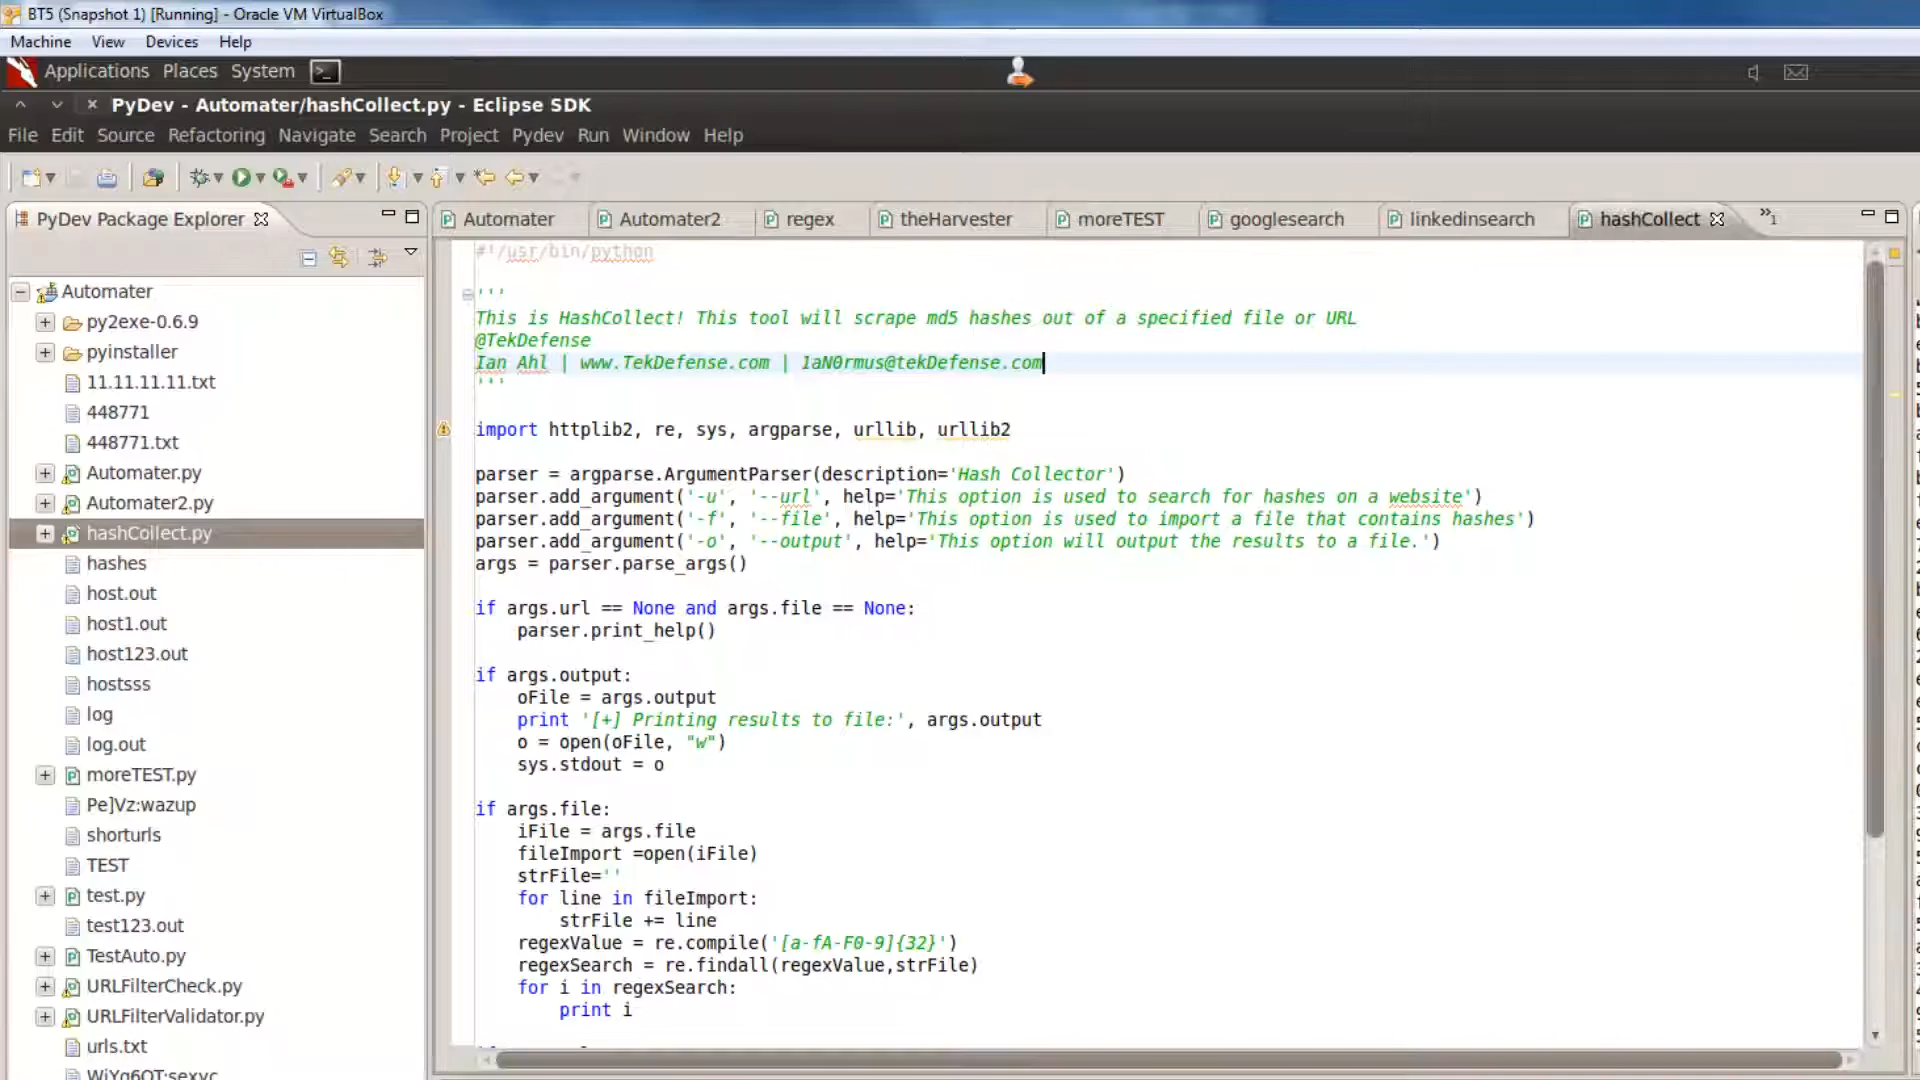 BT5 (Snapshot 1) [Running] - Oracle VM VirtualBox
Machine View Devices Help
Applications Places System
PyDev - Automater/hashCollect.py - Eclipse SDK
File Edit Source Refactoring Navigate Search Project Pydev Run Window Help
PyDev Package Explorer
Automater Automater2 regex theHarvester moreTEST googlesearch linkedinsearch hashCollect »1
Automater
py2exe-0.6.9
pyinstaller
11.11.11.11.txt
448771
448771.txt
Automater.py
Automater2.py
hashCollect.py
hashes
host.out
host1.out
host123.out
hostsss
log
log.out
moreTEST.py
Pe]Vz:wazup
shorturls
TEST
test.py
test123.out
TestAuto.py
URLFilterCheck.py
URLFilterValidator.py
urls.txt
#!/usr/bin/python
'''
This is HashCollect! This tool will scrape md5 hashes out of a specified file or URL
@TekDefense
Ian Ahl | www.TekDefense.com | 1aN0rmus@tekDefense.com
'''
import httplib2, re, sys, argparse, urllib, urllib2
parser = argparse.ArgumentParser(description='Hash Collector')
parser.add_argument('-u', '--url', help='This option is used to search for hashes on a website')
parser.add_argument('-f', '--file', help='This option is used to import a file that contains hashes')
parser.add_argument('-o', '--output', help='This option will output the results to a file.')
args = parser.parse_args()
if args.url == None and args.file == None:
parser.print_help()
if args.output:
oFile = args.output
print '[+] Printing results to file:', args.output
o = open(oFile, "w")
sys.stdout = o
if args.file:
iFile = args.file
fileImport =open(iFile)
strFile=''
for line in fileImport:
strFile += line
regexValue = re.compile('[a-fA-F0-9]{32}')
regexSearch = re.findall(regexValue,strFile)
for i in regexSearch:
print i